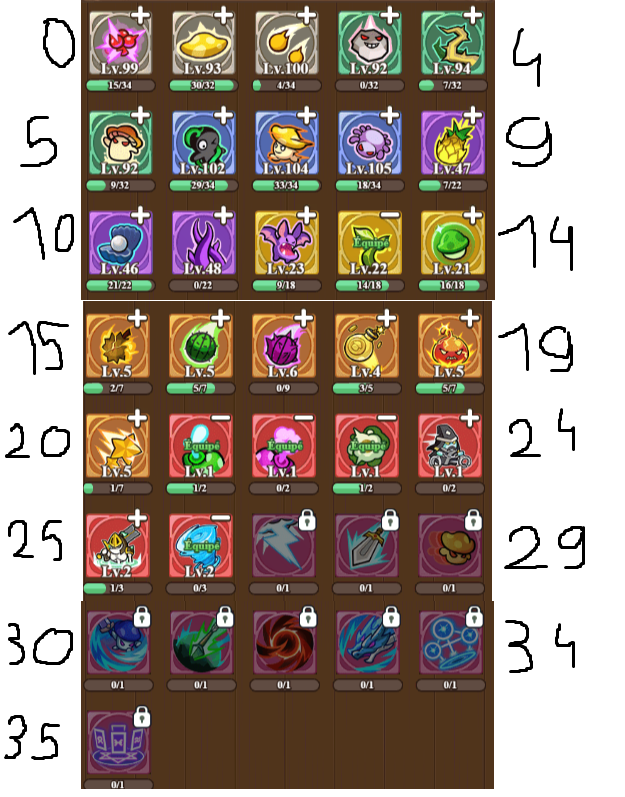 0 Lv.99 Lv.93 Lv.100 Lv.92 Lv.94 4
15/34 30/32 4/34 0/32 7/32
5 Lv.92 Lv.102 Lv.104 Lv.105 Lv.47 9
9/32 29/34 33/34 18/34 7/22
10 Lv.46 Lv.48 Lv.23 Équipé Lv.22 Lv.21 14
21/22 0/22 9/18 14/18 16/18
15 Lv.5 Lv.5 Lv.6 Lv.4 Lv.5 19
2/7 5/7 0/9 3/5 5/7
20 Lv.5 Équipé Lv.1 Équipé Lv.1 Équipé Lv.1 Lv.1 24
1/7 1/2 0/2 1/2 0/2
25 Lv.2 Équipé Lv.2 29
1/3 0/3 0/1 0/1 0/1
30 34
0/1 0/1 0/1 0/1 0/1
35
0/1